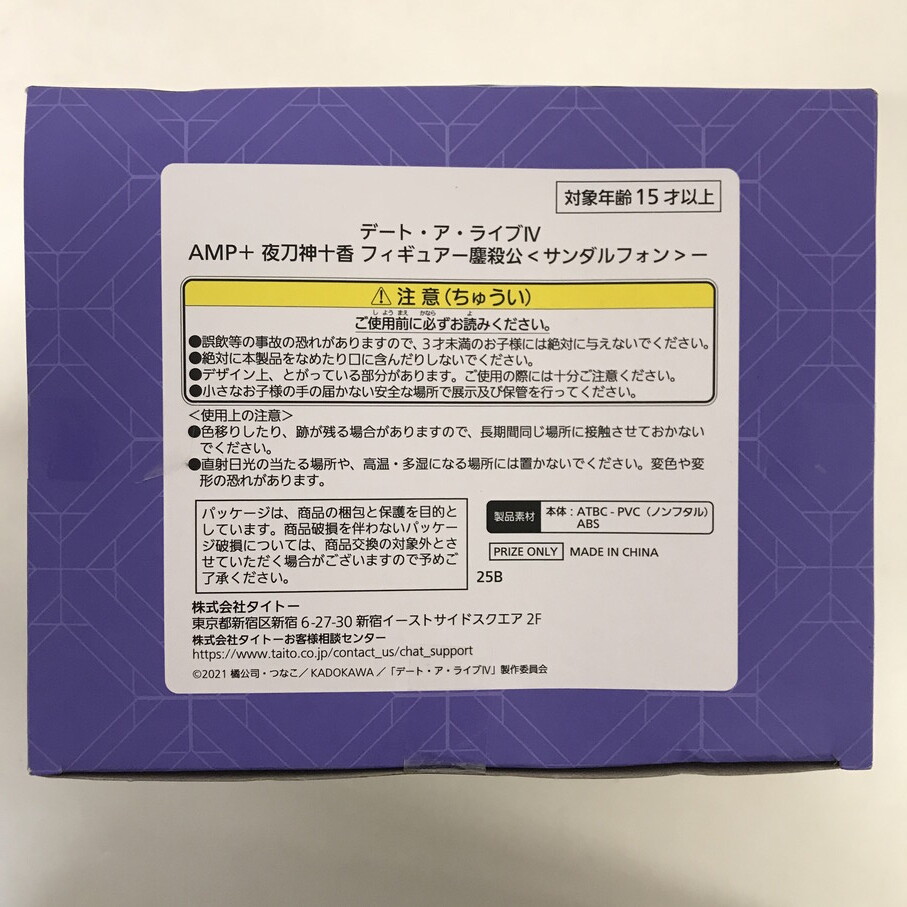 対象年齢15才以上
デート・ア・ライブⅣ
AMP+ 夜刀神十香 フィギュアー鏖殺公<サンダルフォン>ー
⚠注意(ちゅうい)
ご使用前に必ずお読みください。
●誤飲等の事故の恐れがありますので、3才未満のお子様には絶対に与えないでください。
●絶対に本製品をなめたり口に含んだりしないでください。
●デザイン上、とがっている部分があります。ご使用の際には十分ご注意ください。
●小さなお子様の手の届かない安全な場所で展示及び保管を行ってください。
<使用上の注意>
●色移りしたり、跡が残る場合がありますので、長期間同じ場所に接触させておかない
でください。
●直射日光の当たる場所や、高温・多湿になる場所には置かないでください。変色や変
形の恐れがあります。
パッケージは、商品の梱包と保護を目的と
しています。商品破損を伴わないパッケー
ジ破損については、商品交換の対象外とさ
せていただく場合がございますので予めご
了承ください。
製品素材 本体:ATBC-PVC(ノンフタル)
ABS
PRIZE ONLY MADE IN CHINA
25B
株式会社タイトー
東京都新宿区新宿 6-27-30 新宿イーストサイドスクエア 2F
株式会社タイトーお客様相談センター
https://www.taito.co.jp/contact_us/chat_support
©2021 橘公司・つなこ/KADOKAWA/「デート・ア・ライブⅣ」製作委員会